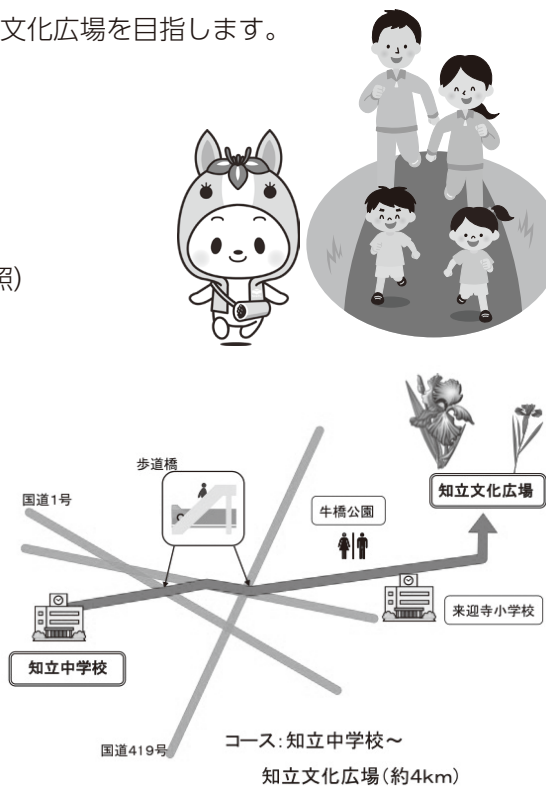 文化広場を目指します。
照)
歩道橋
国道1号
牛橋公園
知立文化広場
来迎寺小学校
知立中学校
国道419号
コース:知立中学校~
知立文化広場(約4km)